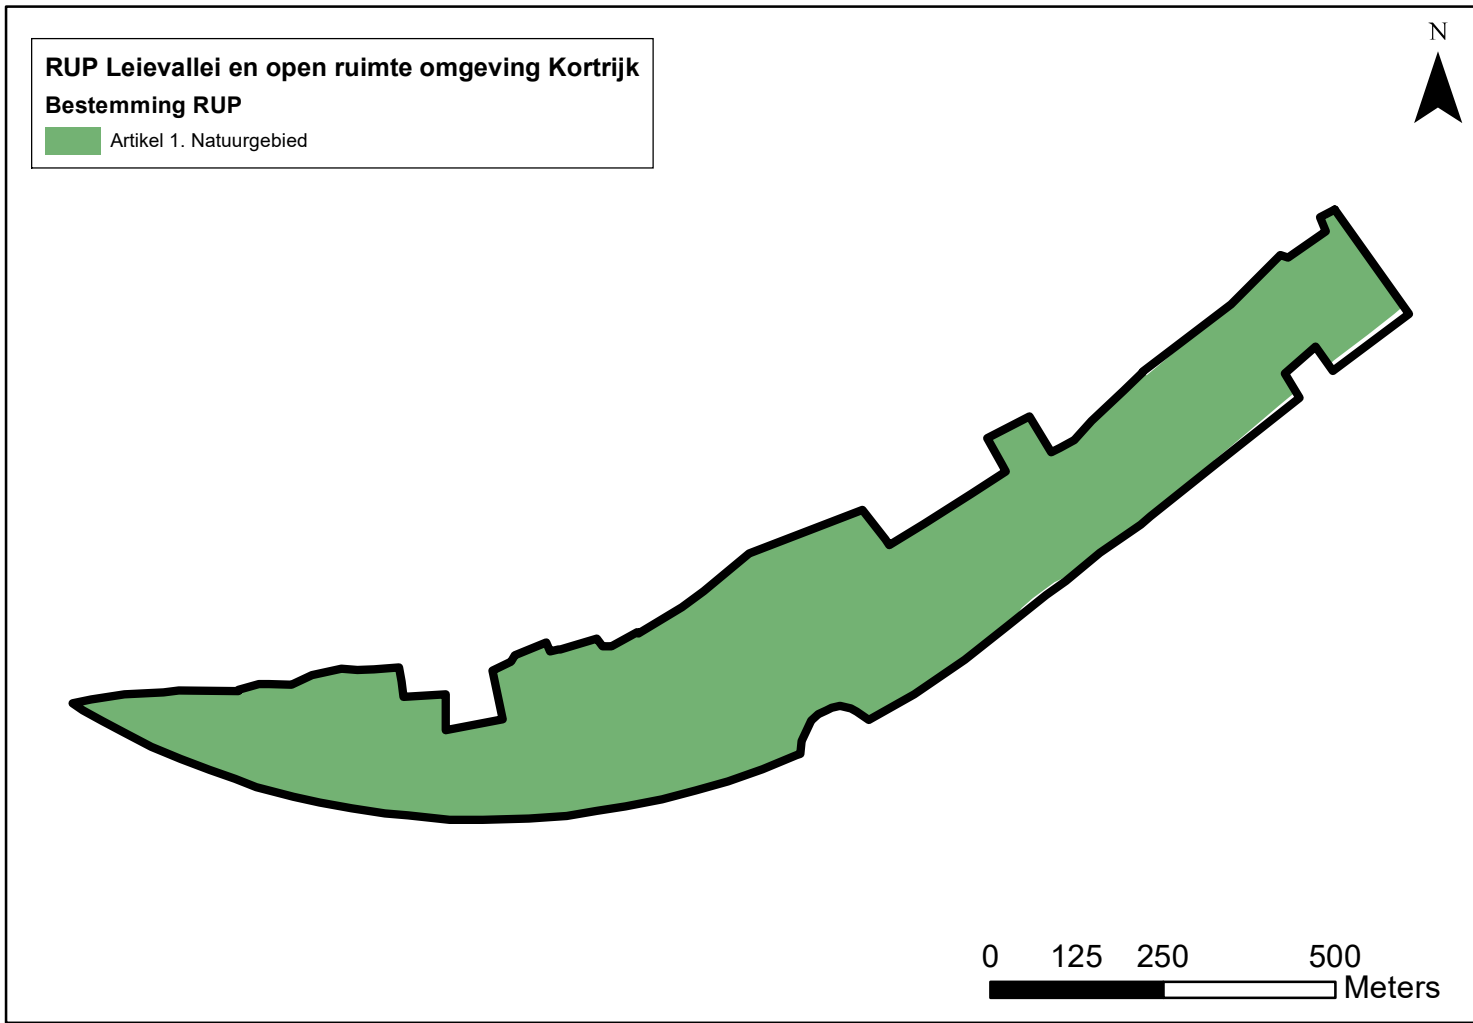 RUP Leievallei en open ruimte omgeving Kortrijk
Bestemming RUP
Artikel 1. Natuurgebied
N
0 125 250 500
Meters